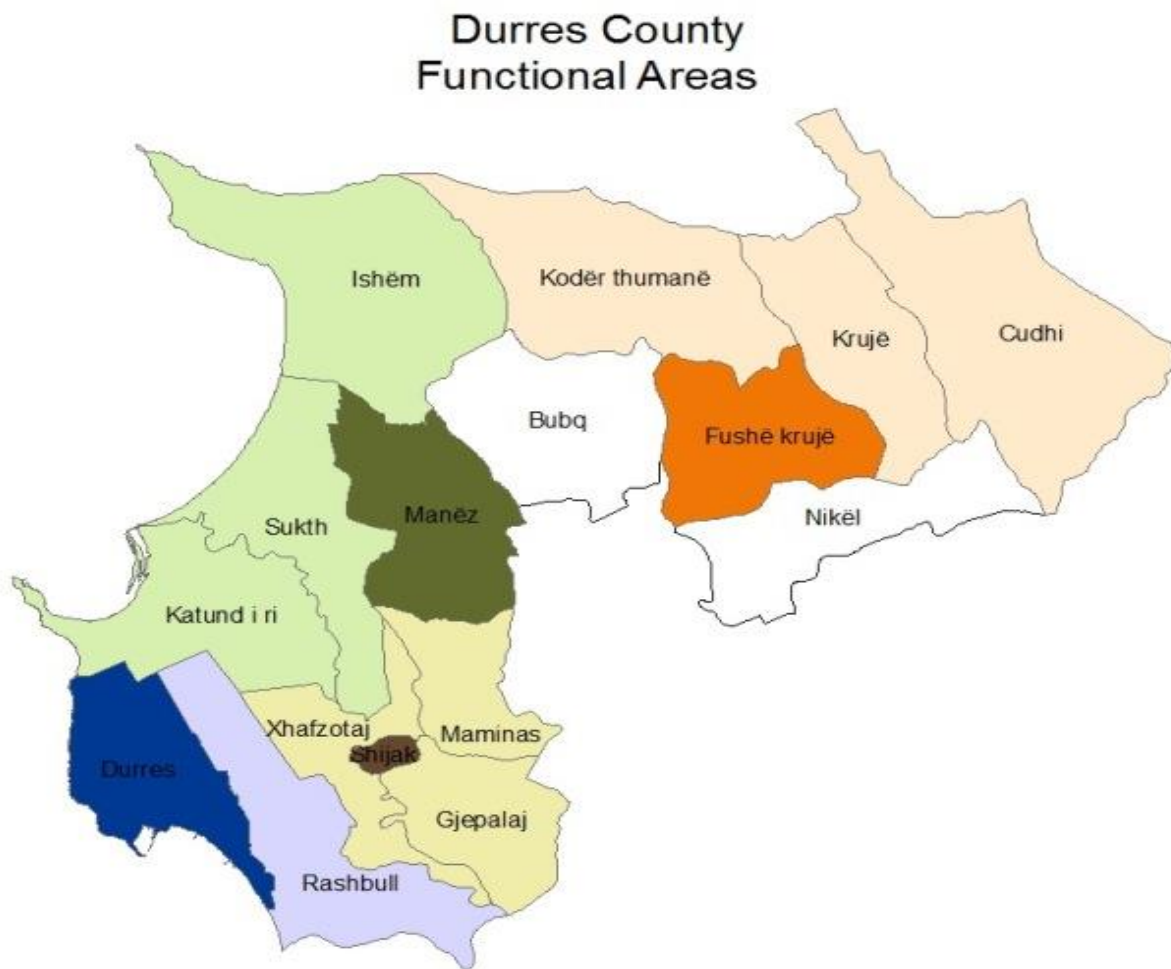 Durres County
Functional Areas
Ishëm
Kodër thumanë
Krujë
Cudhi
Bubq
Fushë krujë
Manëz
Nikël
Sukth
Katund i ri
Xhafzotaj
Maminas
Shijak
Durres
Gjepalaj
Rashbull